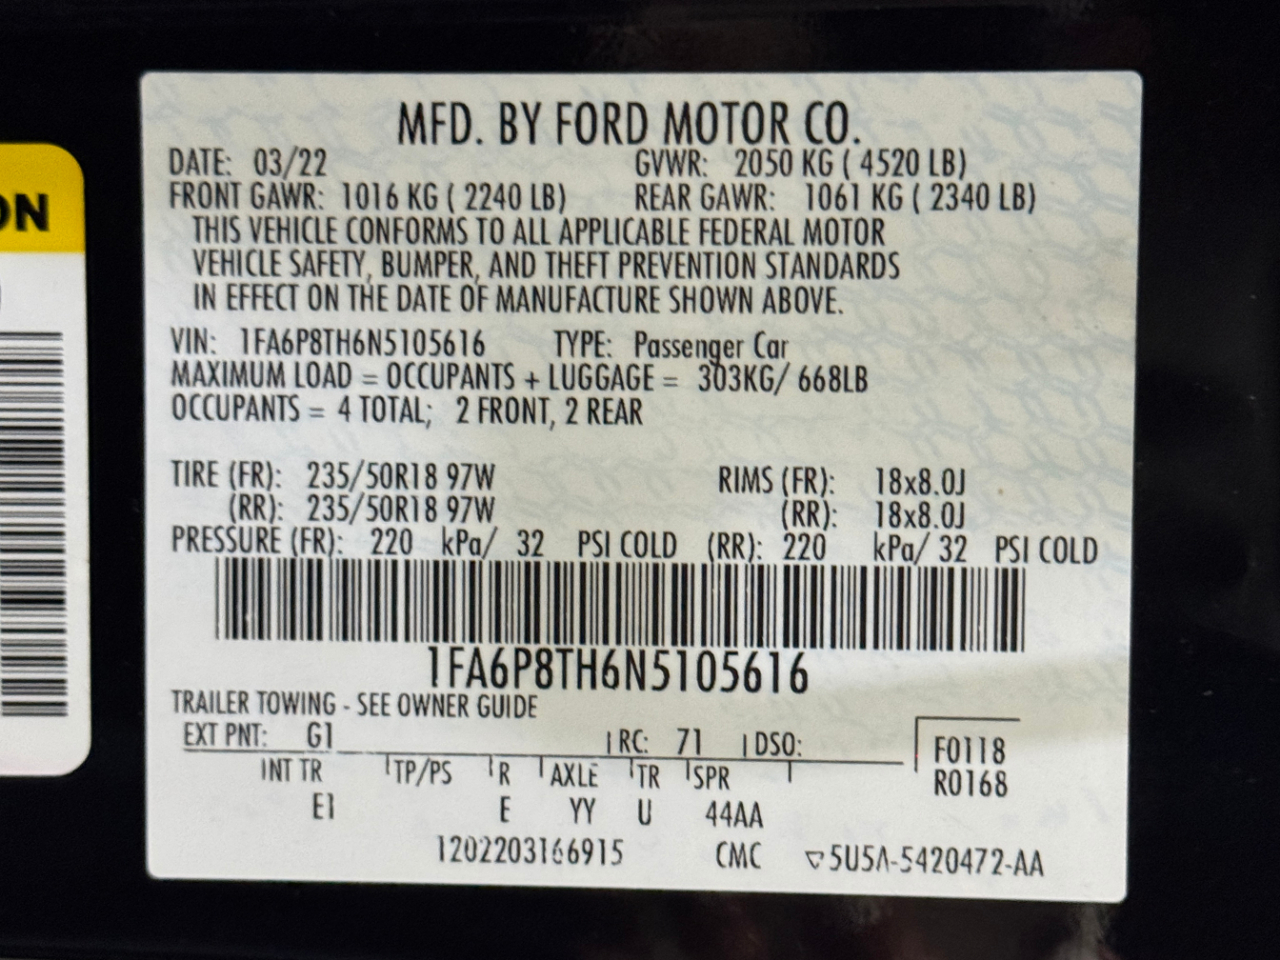 ON
MFD. BY FORD MOTOR CO.
DATE: 03/22 GVWR: 2050 KG ( 4520 LB)
FRONT GAWR: 1016 KG ( 2240 LB) REAR GAWR: 1061 KG ( 2340 LB)
THIS VEHICLE CONFORMS TO ALL APPLICABLE FEDERAL MOTOR
VEHICLE SAFETY, BUMPER, AND THEFT PREVENTION STANDARDS
IN EFFECT ON THE DATE OF MANUFACTURE SHOWN ABOVE.
VIN: 1FA6P8TH6N5105616 TYPE: Passenger Car
MAXIMUM LOAD = OCCUPANTS + LUGGAGE = 303KG/ 668LB
OCCUPANTS = 4 TOTAL; 2 FRONT, 2 REAR
TIRE (FR): 235/50R18 97W RIMS (FR): 18x8.0J
(RR): 235/50R18 97W (RR): 18x8.0J
PRESSURE (FR): 220 kPa/ 32 PSI COLD (RR): 220 kPa/ 32 PSI COLD
1FA6P8TH6N5105616
TRAILER TOWING - SEE OWNER GUIDE
EXT PNT: G1 RC: 71 DSO: F0118
INT TR TP/PS R AXLE TR SPR R0168
E1 E YY U 44AA
1202203166915 CMC ▽5U5A-5420472-AA